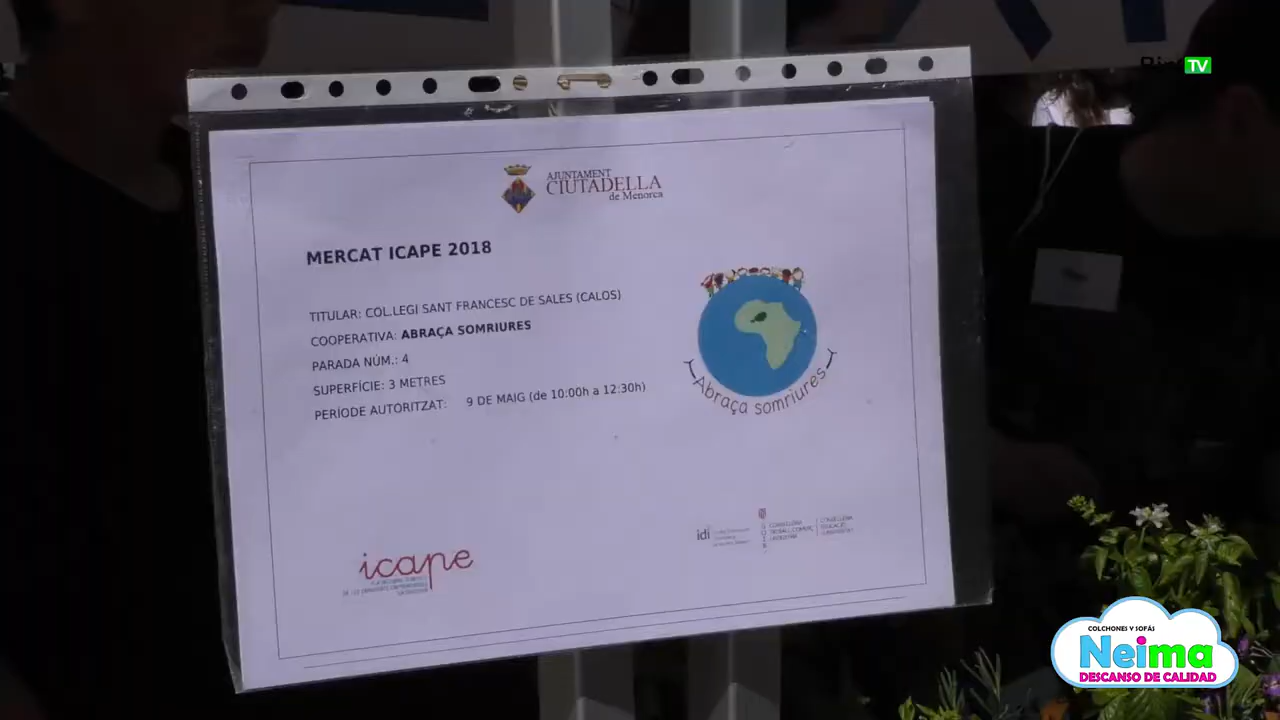 TV
AJUNTAMENT
CIUTADELLA
de Menorca
MERCAT ICAPE 2018
TITULAR: COL.LEGI SANT FRANCESC DE SALES (CALOS)
COOPERATIVA: ABRAÇA SOMRIURES
PARADA NÚM.: 4
SUPERFÍCIE: 3 METRES
PERÍODE AUTORITZAT: 9 DE MAIG (de 10:00h a 12:30h)
Abraça somriures
icape
idi
COLCHONES Y SOFÁS
Neima
DESCANSO DE CALIDAD